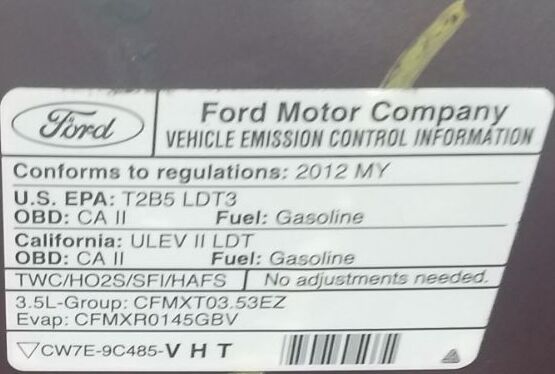 Ford
Ford Motor Company
VEHICLE EMISSION CONTROL INFORMATION
Conforms to regulations: 2012 MY
U.S. EPA: T2B5 LDT3
OBD: CA II Fuel: Gasoline
California: ULEV II LDT
OBD: CA II Fuel: Gasoline
TWC/HO2S/SFI/HAFS No adjustments needed.
3.5L-Group: CFMXT03.53EZ
Evap: CFMXR0145GBV
▽CW7E-9C485-VHT